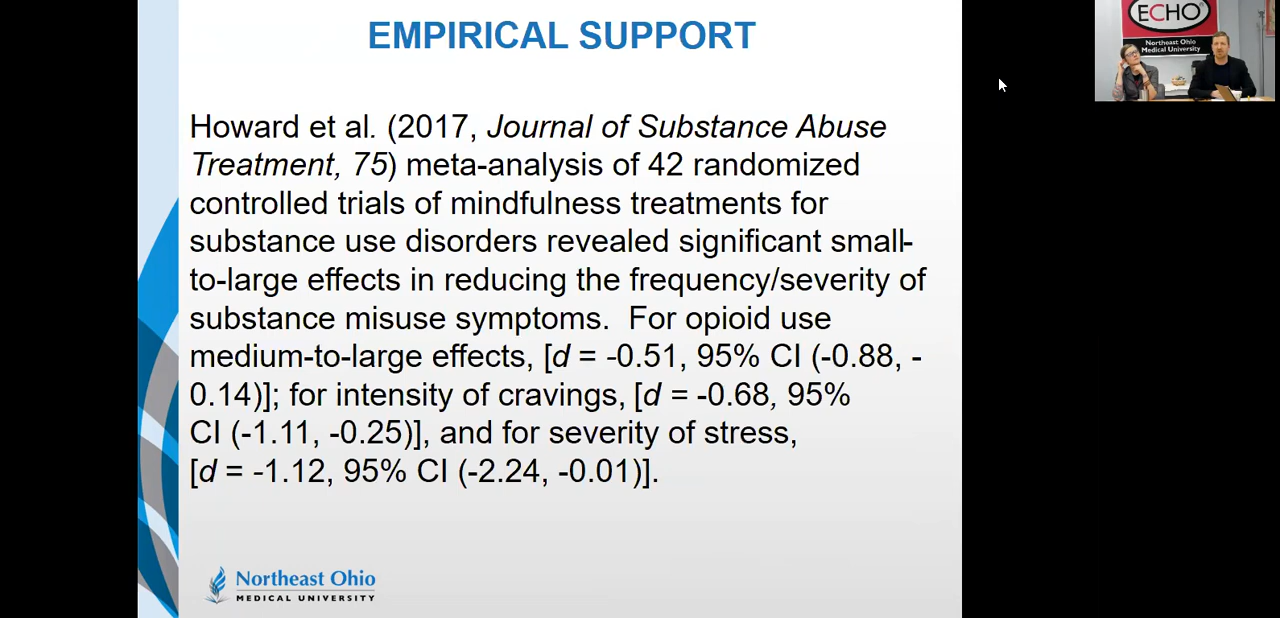 EMPIRICAL SUPPORT
Howard et al. (2017, Journal of Substance Abuse
Treatment, 75) meta-analysis of 42 randomized
controlled trials of mindfulness treatments for
substance use disorders revealed significant small-
to-large effects in reducing the frequency/severity of
substance misuse symptoms.  For opioid use
medium-to-large effects, [d = -0.51, 95% CI (-0.88, -
0.14)]; for intensity of cravings, [d = -0.68, 95%
CI (-1.11, -0.25)], and for severity of stress,
[d = -1.12, 95% CI (-2.24, -0.01)].
Northeast Ohio
MEDICAL UNIVERSITY
ECHO
Northeast Ohio
Medical University